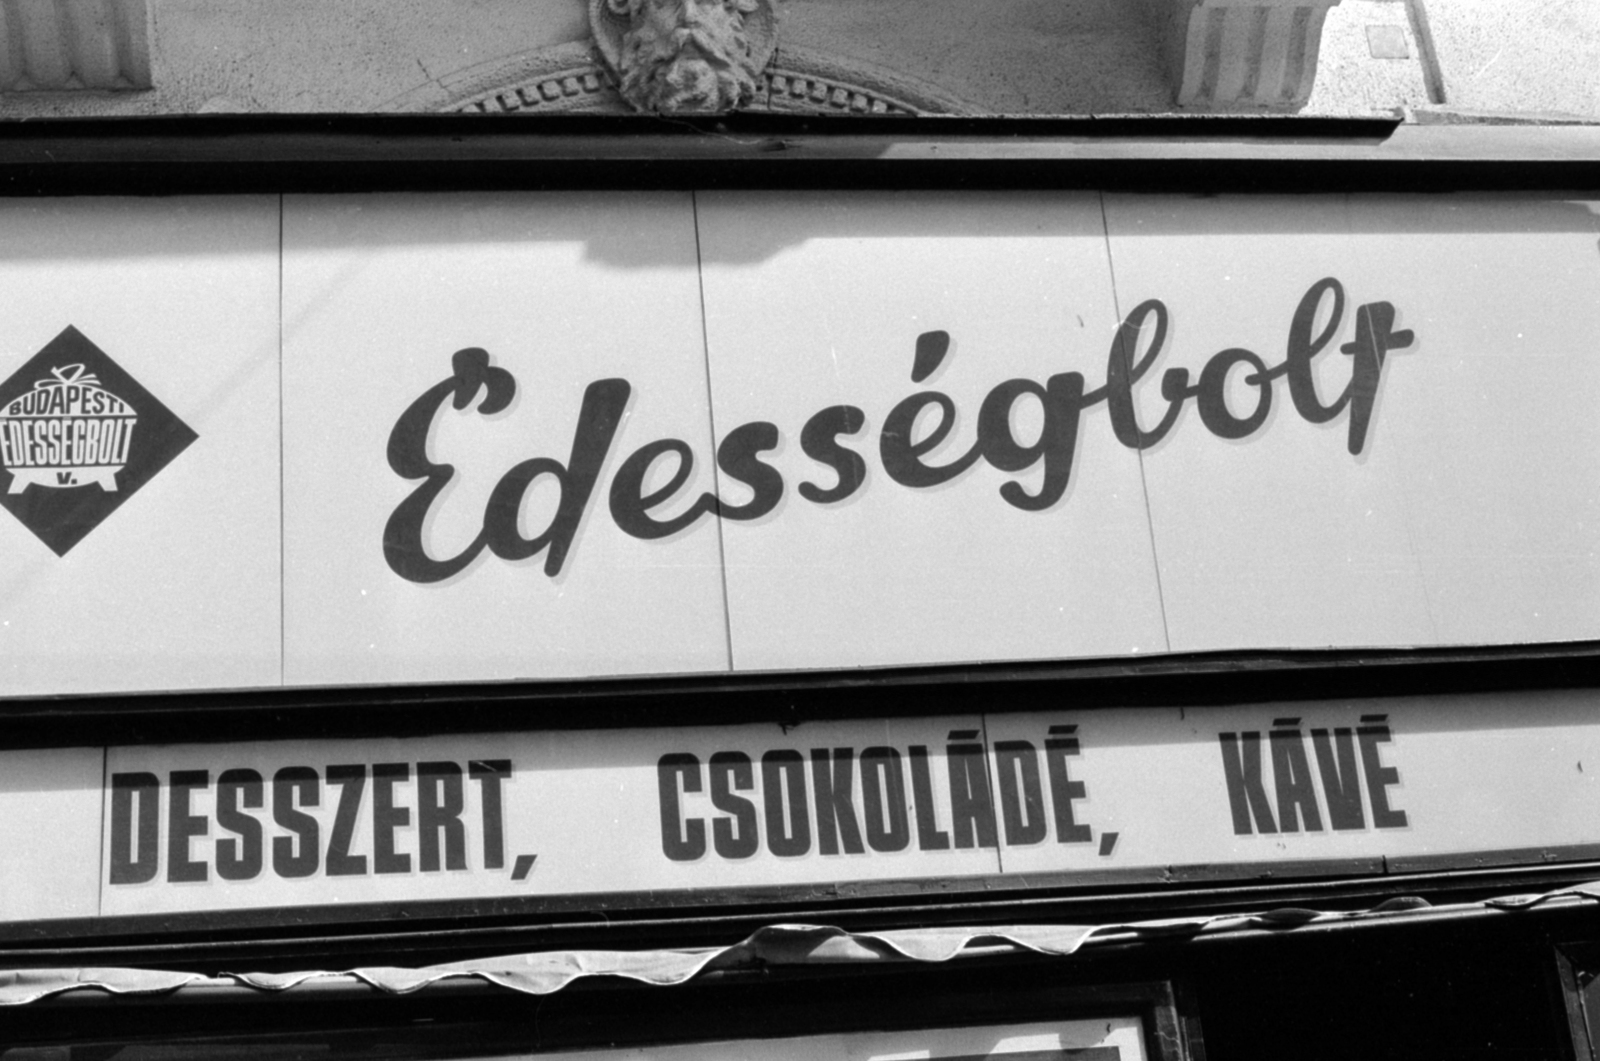 BUDAPESTI
ÉDESSÉGBOLT
V.
Édességbolt
DESSZERT, CSOKOLÁDÉ, KÁVÉ